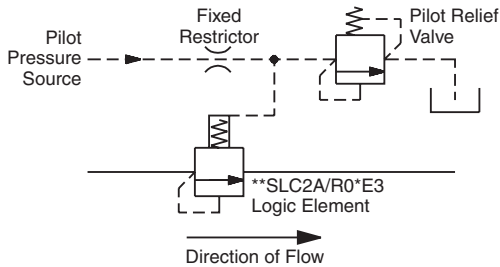 Pilot
Pressure
Source
Fixed
Restrictor
Pilot Relief
Valve
**SLC2A/R0*E3
Logic Element
Direction of Flow